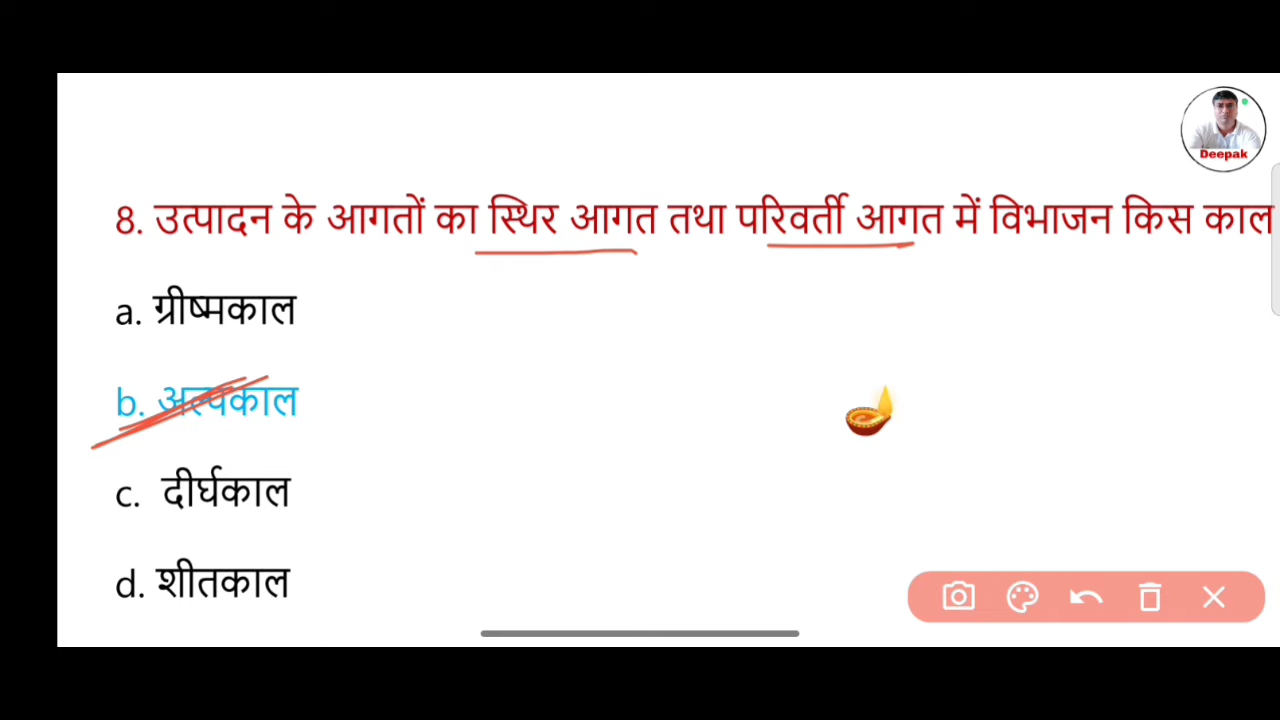 Deepak
8. उत्पादन के आगतों का स्थिर आगत तथा परिवर्ती आगत में विभाजन किस काल
a. ग्रीष्मकाल
b. अल्पकाल
c. दीर्घकाल
d. शीतकाल